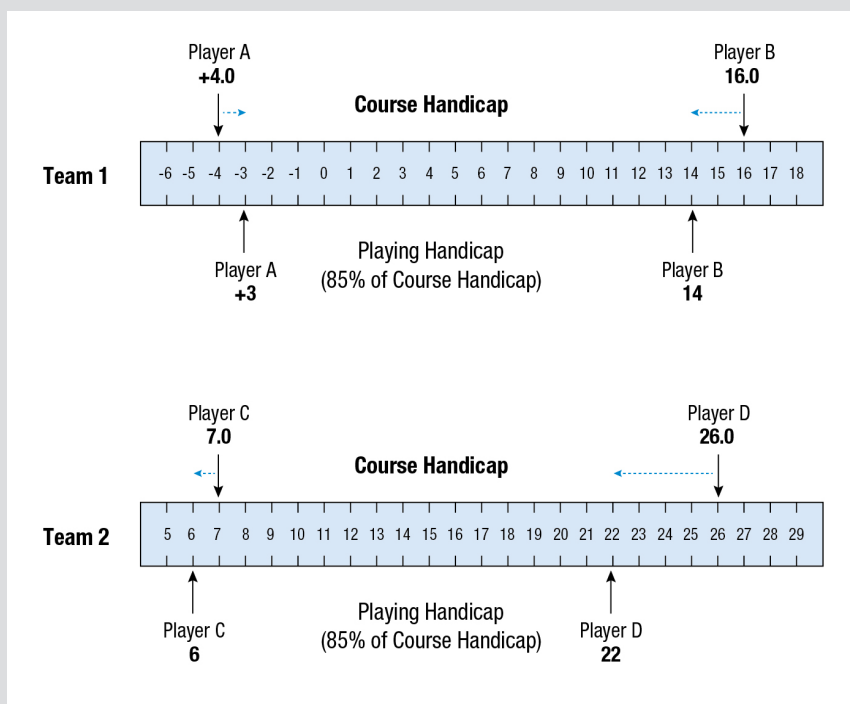 Player A
+4.0
Player B
16.0
Course Handicap
Team 1
-6 -5 -4 -3 -2 -1 0 1 2 3 4 5 6 7 8 9 10 11 12 13 14 15 16 17 18
Player A
+3
Playing Handicap
(85% of Course Handicap)
Player B
14
Player C
7.0
Player D
26.0
Course Handicap
Team 2
5 6 7 8 9 10 11 12 13 14 15 16 17 18 19 20 21 22 23 24 25 26 27 28 29
Player C
6
Playing Handicap
(85% of Course Handicap)
Player D
22